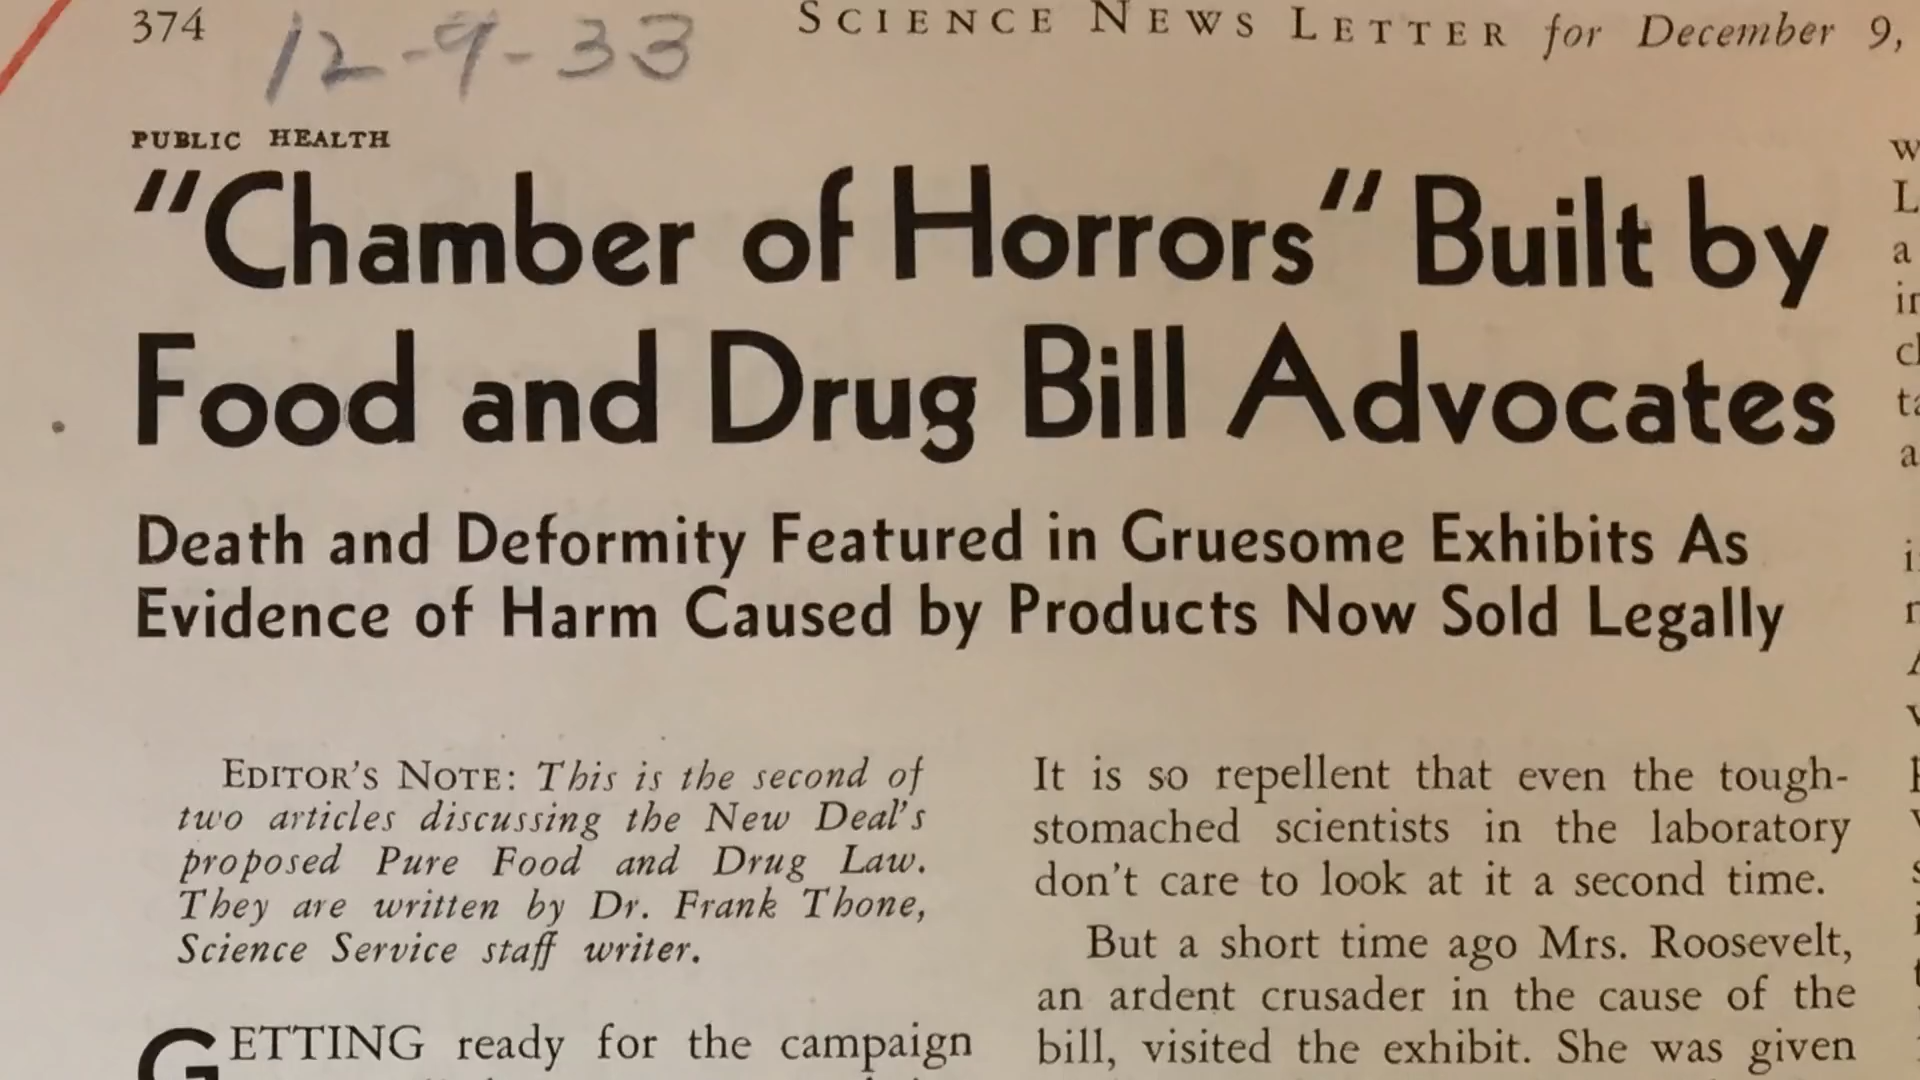 374
12-9-33
SCIENCE NEWS LETTER for December 9,
PUBLIC HEALTH
"Chamber of Horrors" Built by
Food and Drug Bill Advocates
Death and Deformity Featured in Gruesome Exhibits As
Evidence of Harm Caused by Products Now Sold Legally
EDITOR'S NOTE: This is the second of
two articles discussing the New Deal's
proposed Pure Food and Drug Law.
They are written by Dr. Frank Thone,
Science Service staff writer.
GETTING ready for the campaign
It is so repellent that even the tough-
stomached scientists in the laboratory
don't care to look at it a second time.
But a short time ago Mrs. Roosevelt,
an ardent crusader in the cause of the
bill, visited the exhibit. She was given